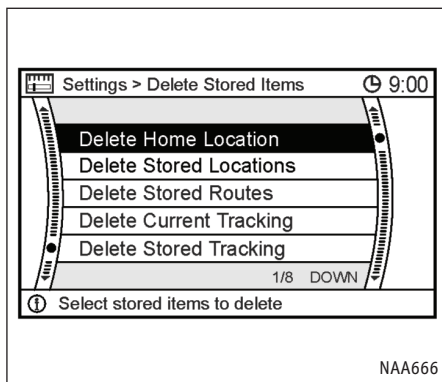 Settings > Delete Stored Items 9:00
Delete Home Location
Delete Stored Locations
Delete Stored Routes
Delete Current Tracking
Delete Stored Tracking
1/8 DOWN
Select stored items to delete
NAA666